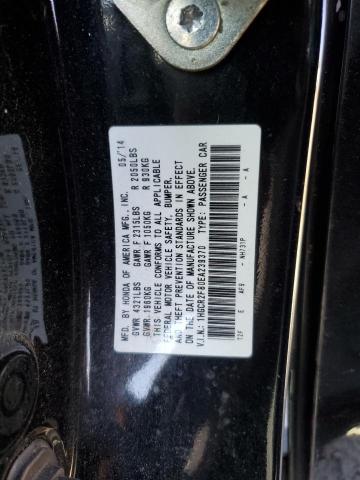 MFD. BY HONDA OF AMERICA MFG., INC. 05/14
GVWR 4321LBS GAWR F 2315LBS R 2050LBS
GVWR 1960KG GAWR F 1050KG R 930KG
THIS VEHICLE CONFORMS TO ALL APPLICABLE
FEDERAL MOTOR VEHICLE SAFETY, BUMPER,
AND THEFT PREVENTION STANDARDS IN EFFECT
ON THE DATE OF MANUFACTURE SHOWN ABOVE.
V.I.N.: 1HGCR2F80EA239370 TYPE: PASSENGER CAR
12F E AF9 NH731P A - A